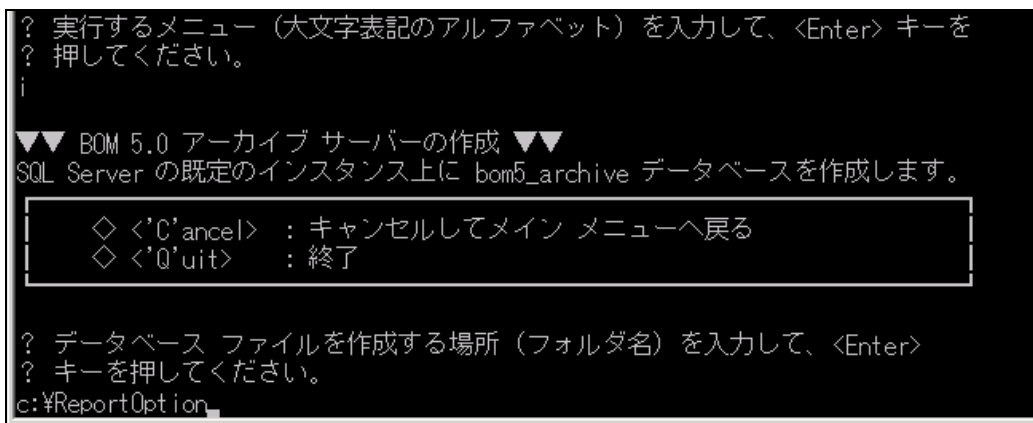 ? 実行するメニュー（大文字表記のアルファベット）を入力して、<Enter> キーを
? 押してください。
i
▼▼ BOM 5.0 アーカイブ サーバーの作成 ▼▼
SQL Server の既定のインスタンス上に bom5_archive データベースを作成します。
◇ <'C'ancel> : キャンセルしてメイン メニューへ戻る
◇ <'Q'uit> : 終了
? データベース ファイルを作成する場所（フォルダ名）を入力して、<Enter>
? キーを押してください。
c:¥ReportOption